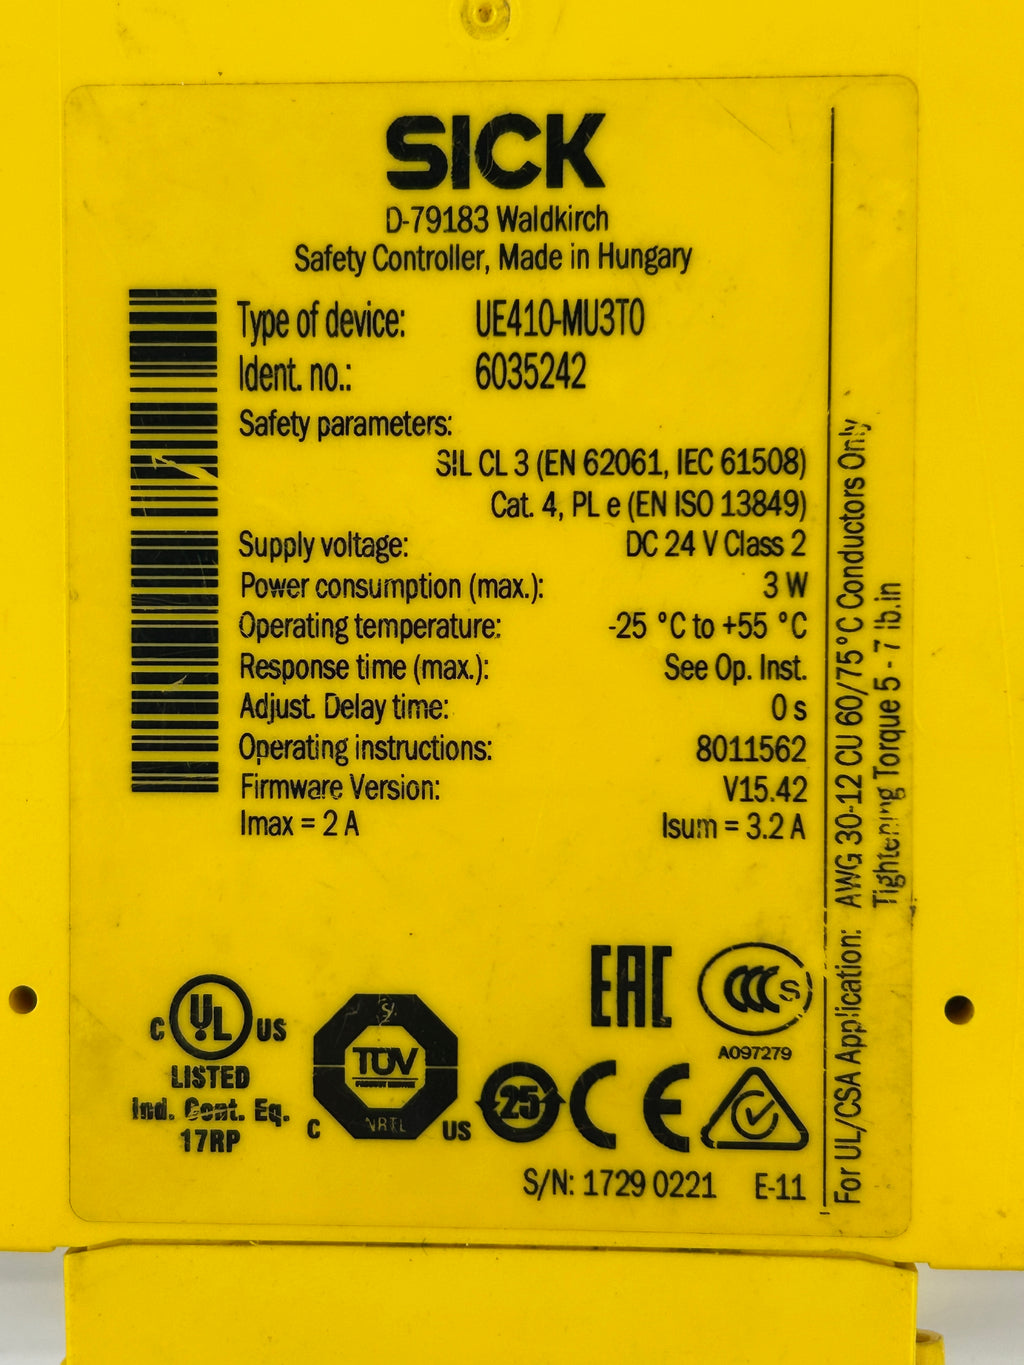 SICK
D-79183 Waldkirch
Safety Controller, Made in Hungary
Type of device: UE410-MU3T0
Ident. no.: 6035242
Safety parameters:
SIL CL 3 (EN 62061, IEC 61508)
Cat. 4, PL e (EN ISO 13849)
Supply voltage: DC 24 V Class 2
Power consumption (max.): 3 W
Operating temperature: -25 °C to +55 °C
Response time (max.): See Op. Inst.
Adjust. Delay time: 0 s
Operating instructions: 8011562
Firmware Version: V15.42
Imax = 2 A Isum = 3.2 A
For UL/CSA Application: AWG 30-12 CU 60/75°C Conductors Only
Tightening Torque 5 - 7 lb.in
EAC
CCC S
A097279
C UL US
LISTED
Ind. Cont. Eq.
17RP
TÜV
NRTL
C US
25
CE
S/N: 1729 0221 E-11